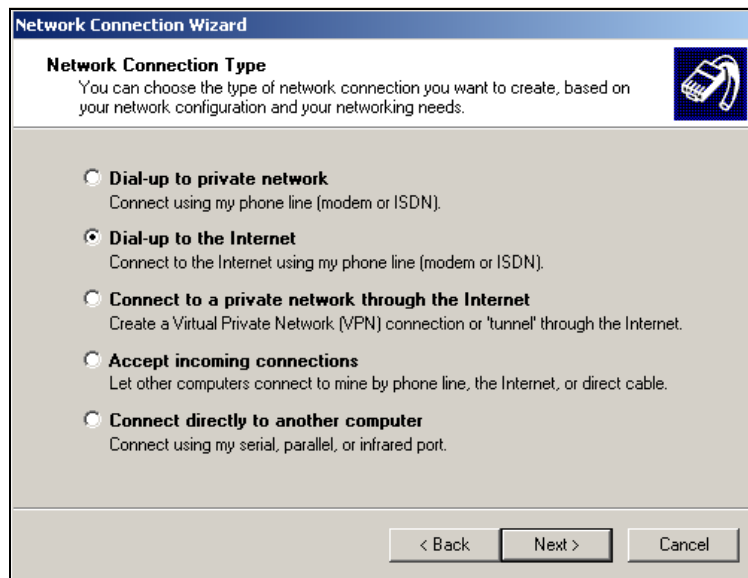 Network Connection Wizard
Network Connection Type
You can choose the type of network connection you want to create, based on
your network configuration and your networking needs.
Dial-up to private network
Connect using my phone line (modem or ISDN).
Dial-up to the Internet
Connect to the Internet using my phone line (modem or ISDN).
Connect to a private network through the Internet
Create a Virtual Private Network (VPN) connection or 'tunnel' through the Internet.
Accept incoming connections
Let other computers connect to mine by phone line, the Internet, or direct cable.
Connect directly to another computer
Connect using my serial, parallel, or infrared port.
< Back Next > Cancel